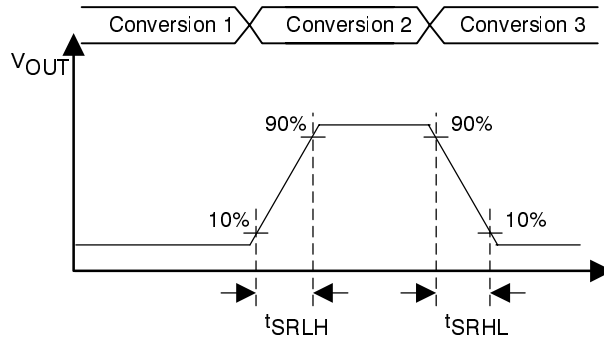 Conversion 1
Conversion 2
Conversion 3
VOUT
90%
90%
10%
10%
tSRLH
tSRHL